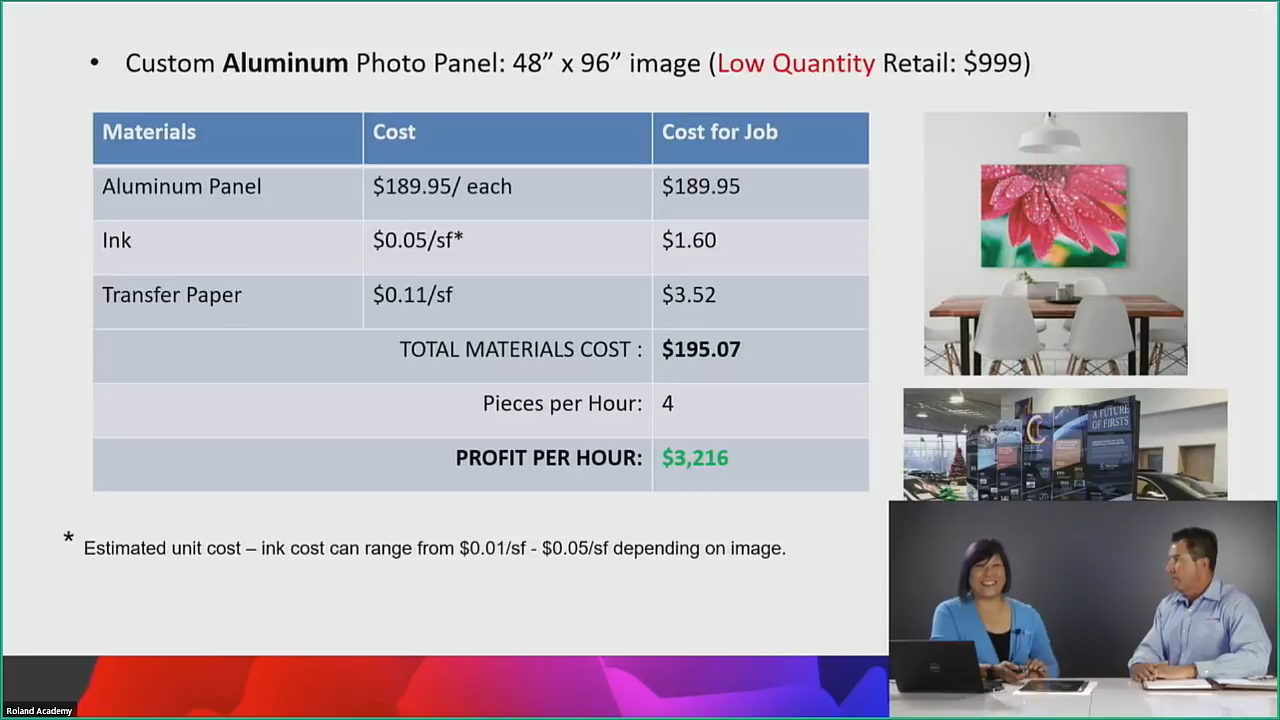 • Custom Aluminum Photo Panel: 48” x 96” image (Low Quantity Retail: $999)
Materials Cost Cost for Job
Aluminum Panel $189.95/ each $189.95
Ink $0.05/sf* $1.60
Transfer Paper $0.11/sf $3.52
TOTAL MATERIALS COST : $195.07
Pieces per Hour: 4
PROFIT PER HOUR: $3,216
A FUTURE
OF FIRSTS
* Estimated unit cost – ink cost can range from $0.01/sf - $0.05/sf depending on image.
Roland Academy